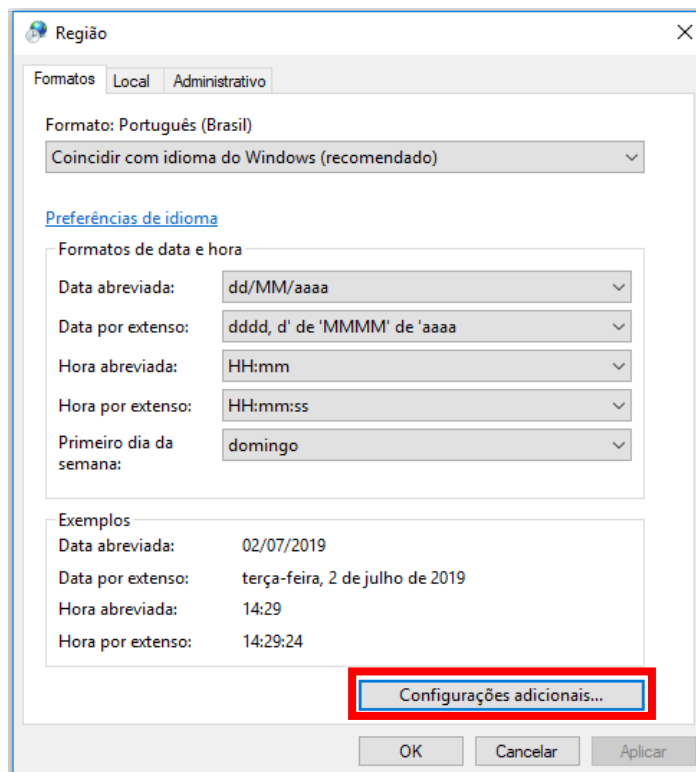 Região
Formatos Local Administrativo
Formato: Português (Brasil)
Coincidir com idioma do Windows (recomendado)
Preferências de idioma
Formatos de data e hora
Data abreviada: dd/MM/aaaa
Data por extenso: dddd, d' de 'MMMM' de 'aaaa
Hora abreviada: HH:mm
Hora por extenso: HH:mm:ss
Primeiro dia da
semana: domingo
Exemplos
Data abreviada: 02/07/2019
Data por extenso: terça-feira, 2 de julho de 2019
Hora abreviada: 14:29
Hora por extenso: 14:29:24
Configurações adicionais...
OK Cancelar Aplicar